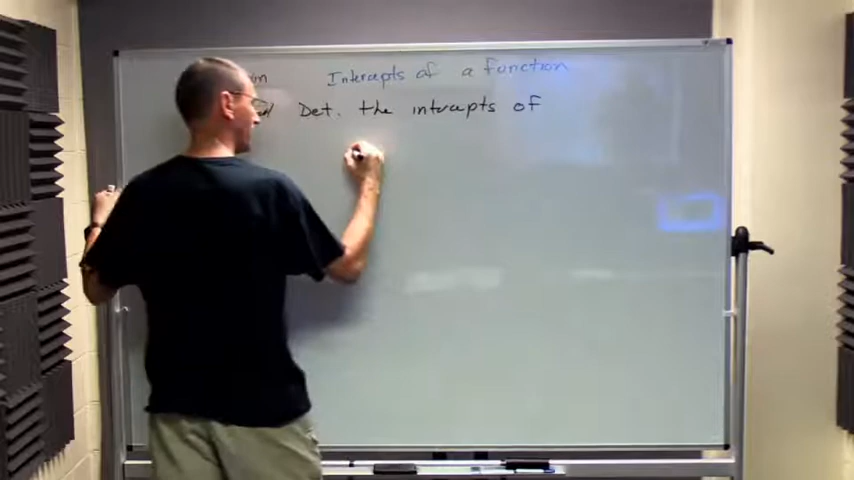 Intercepts of a Function
Det. the intercepts of